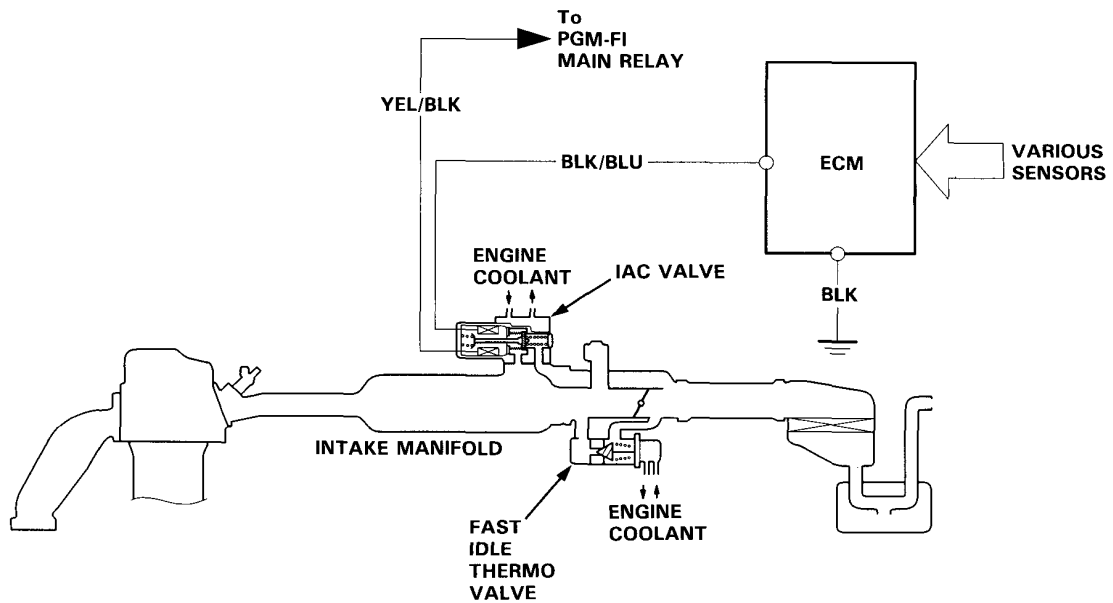 To
PGM-FI
MAIN RELAY
YEL/BLK
BLK/BLU
ECM
VARIOUS
SENSORS
ENGINE
COOLANT
IAC VALVE
BLK
INTAKE MANIFOLD
ENGINE
COOLANT
FAST
IDLE
THERMO
VALVE